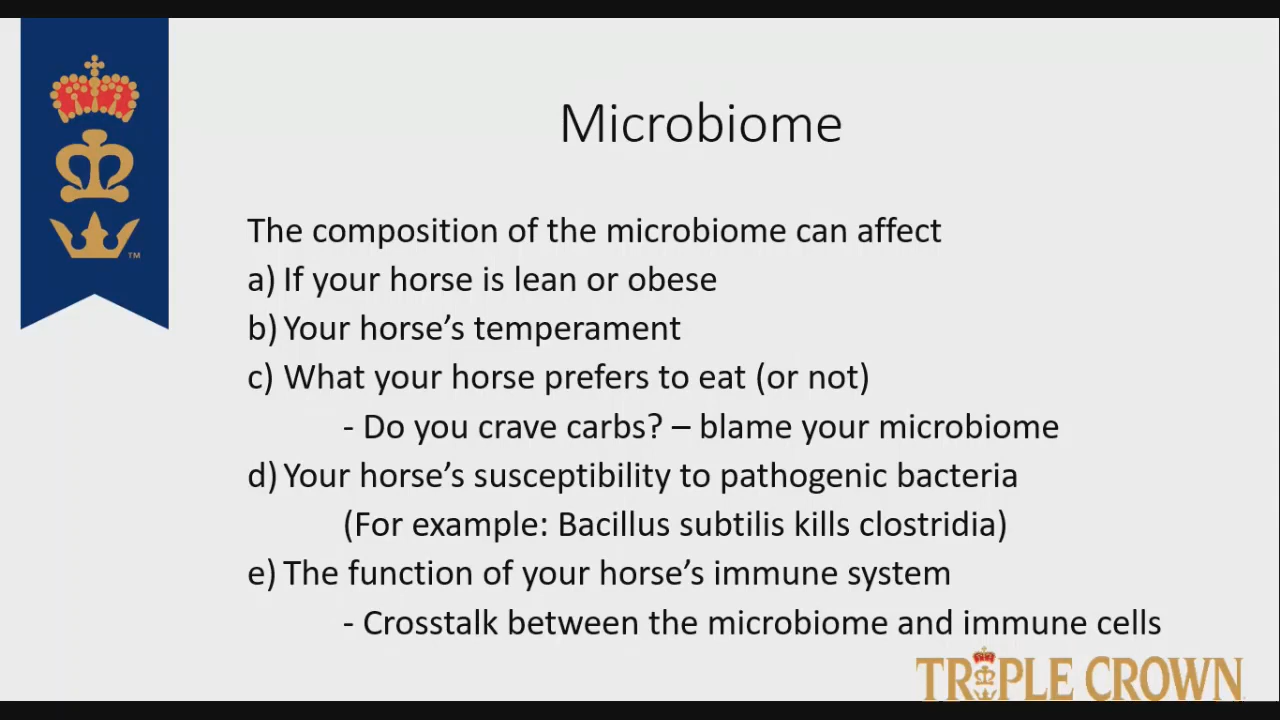 Microbiome
The composition of the microbiome can affect
a) If your horse is lean or obese
b) Your horse’s temperament
c) What your horse prefers to eat (or not)
- Do you crave carbs? – blame your microbiome
d) Your horse’s susceptibility to pathogenic bacteria
(For example: Bacillus subtilis kills clostridia)
e) The function of your horse’s immune system
- Crosstalk between the microbiome and immune cells
TM
TRIPLE CROWN